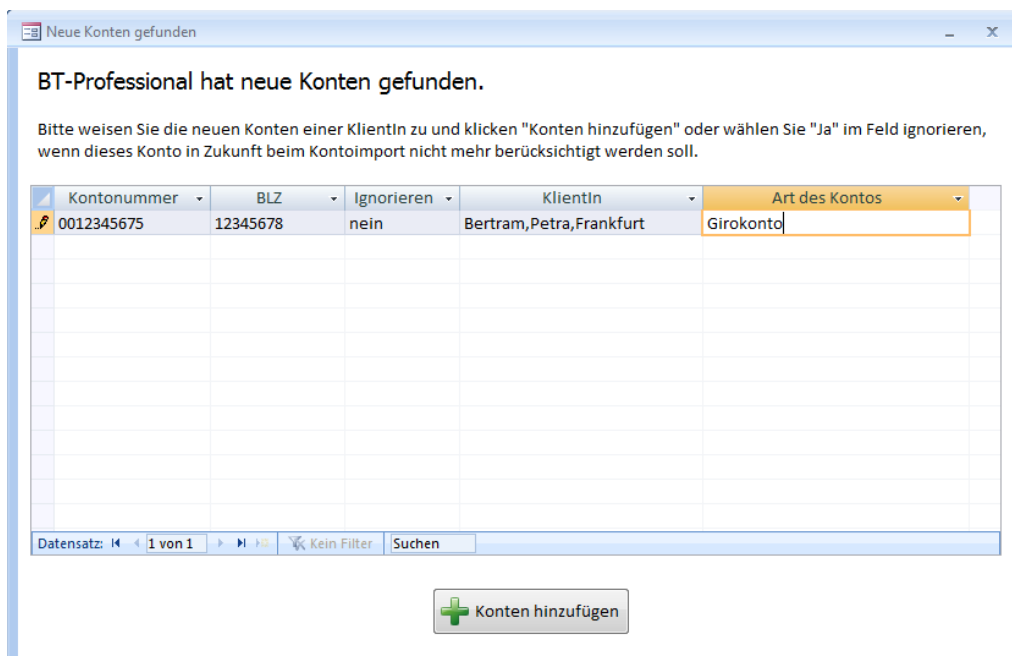 Neue Konten gefunden
BT-Professional hat neue Konten gefunden.
Bitte weisen Sie die neuen Konten einer KlientIn zu und klicken "Konten hinzufügen" oder wählen Sie "Ja" im Feld ignorieren,
wenn dieses Konto in Zukunft beim Kontoimport nicht mehr berücksichtigt werden soll.
Kontonummer BLZ Ignorieren KlientIn Art des Kontos
0012345675 12345678 nein Bertram,Petra,Frankfurt Girokonto
Datensatz: 1 von 1 Kein Filter Suchen
Konten hinzufügen